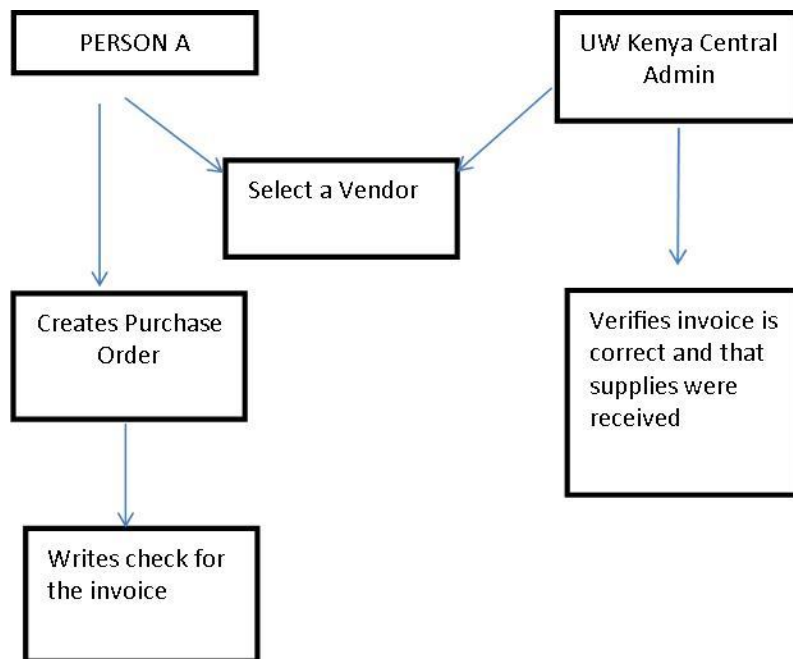 PERSON A
UW Kenya Central
Admin
Select a Vendor
Creates Purchase
Order
Verifies invoice is
correct and that
supplies were
received
Writes check for
the invoice